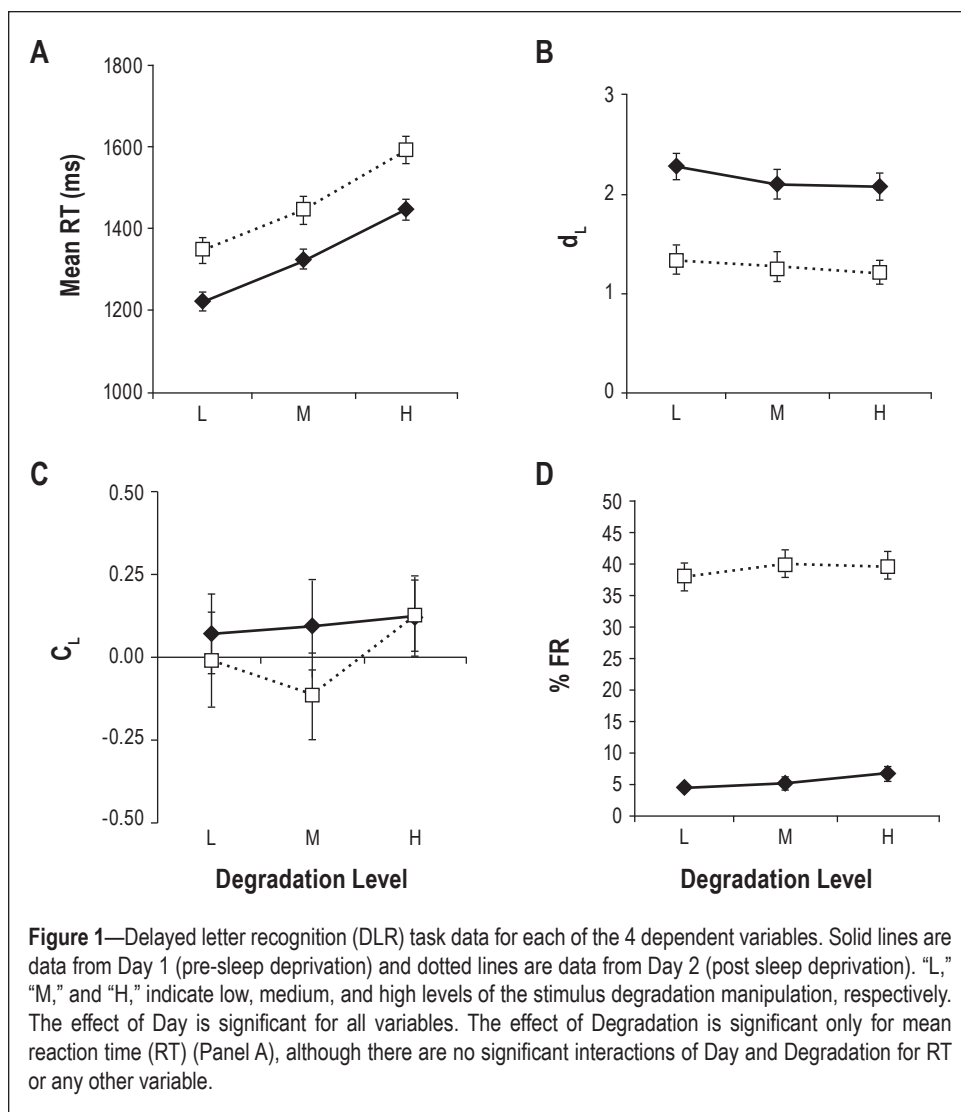 A
1800
1600
1400
1200
1000
Mean RT (ms)
L
M
H
B
3
2
1
0
d_L
L
M
H
C
0.50
0.25
0.00
-0.25
-0.50
C_L
L
M
H
Degradation Level
D
50
45
40
35
30
25
20
15
10
5
0
% FR
L
M
H
Degradation Level
Figure 1—Delayed letter recognition (DLR) task data for each of the 4 dependent variables. Solid lines are
data from Day 1 (pre-sleep deprivation) and dotted lines are data from Day 2 (post sleep deprivation). “L,”
“M,” and “H,” indicate low, medium, and high levels of the stimulus degradation manipulation, respectively.
The effect of Day is significant for all variables. The effect of Degradation is significant only for mean
reaction time (RT) (Panel A), although there are no significant interactions of Day and Degradation for RT
or any other variable.